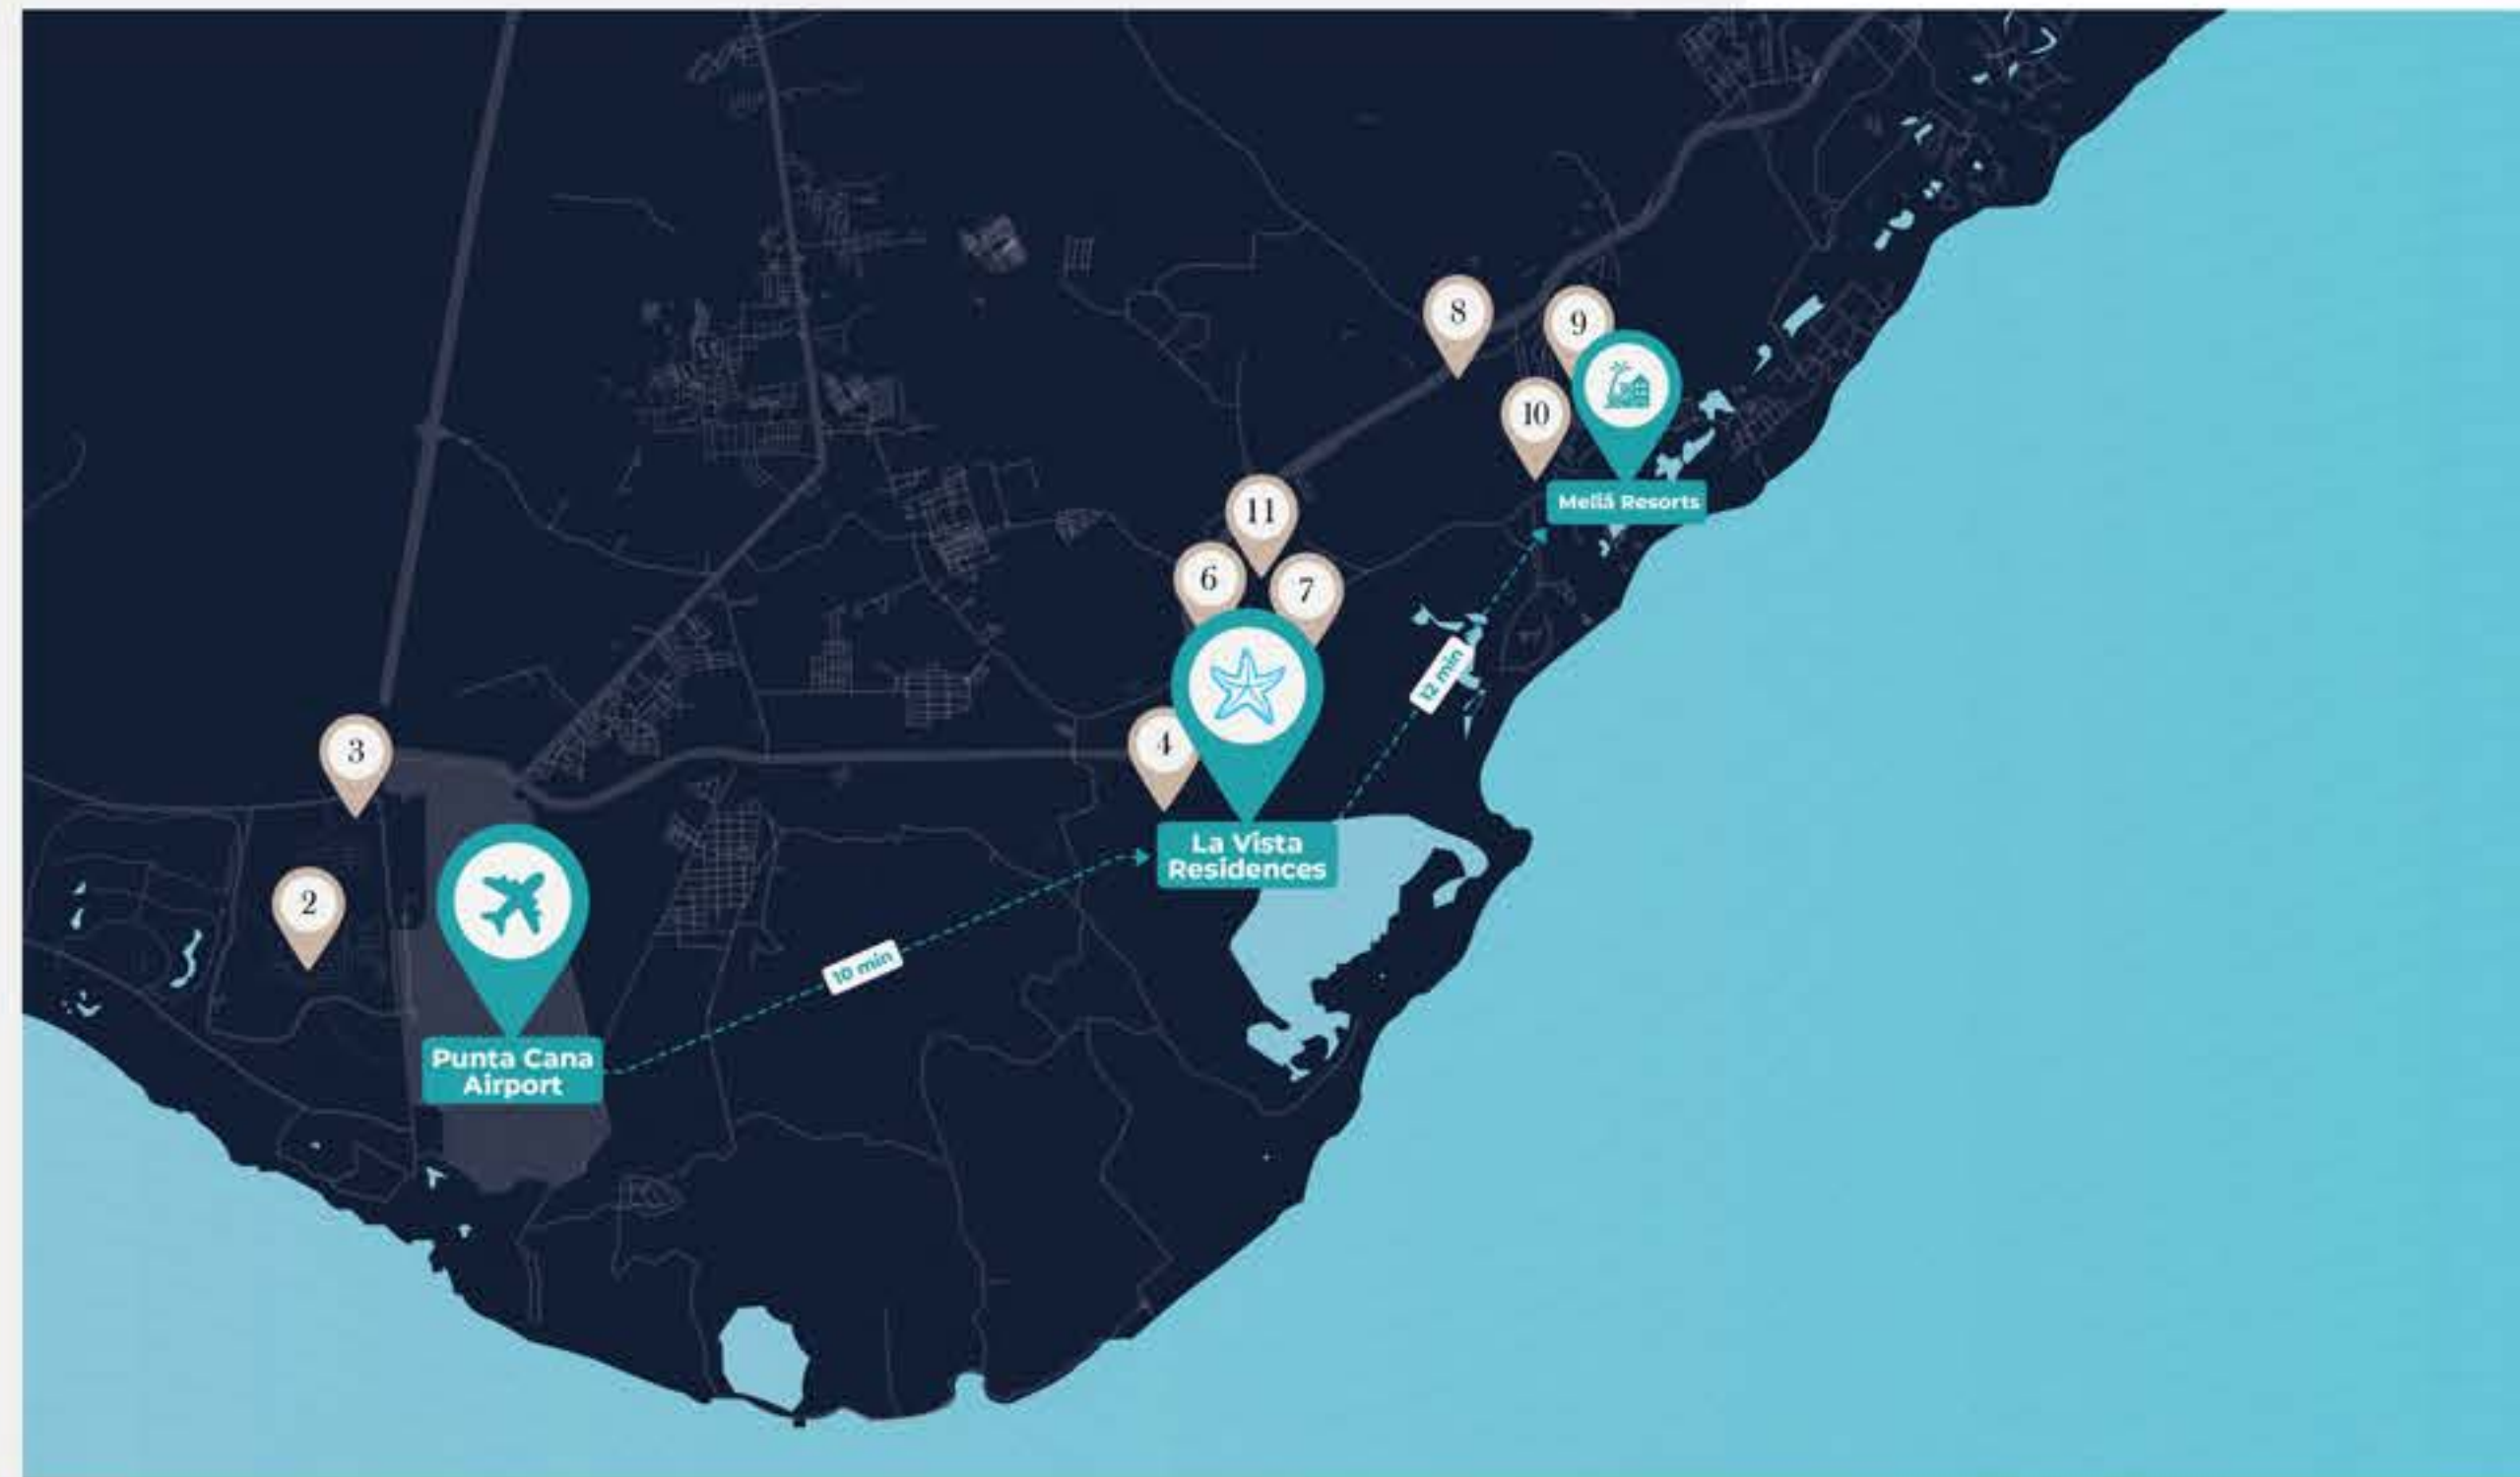 8
9
10
Meliá Resorts
11
6
7
12 min
3
4
La Vista
Residences
2
10 min
Punta Cana
Airport